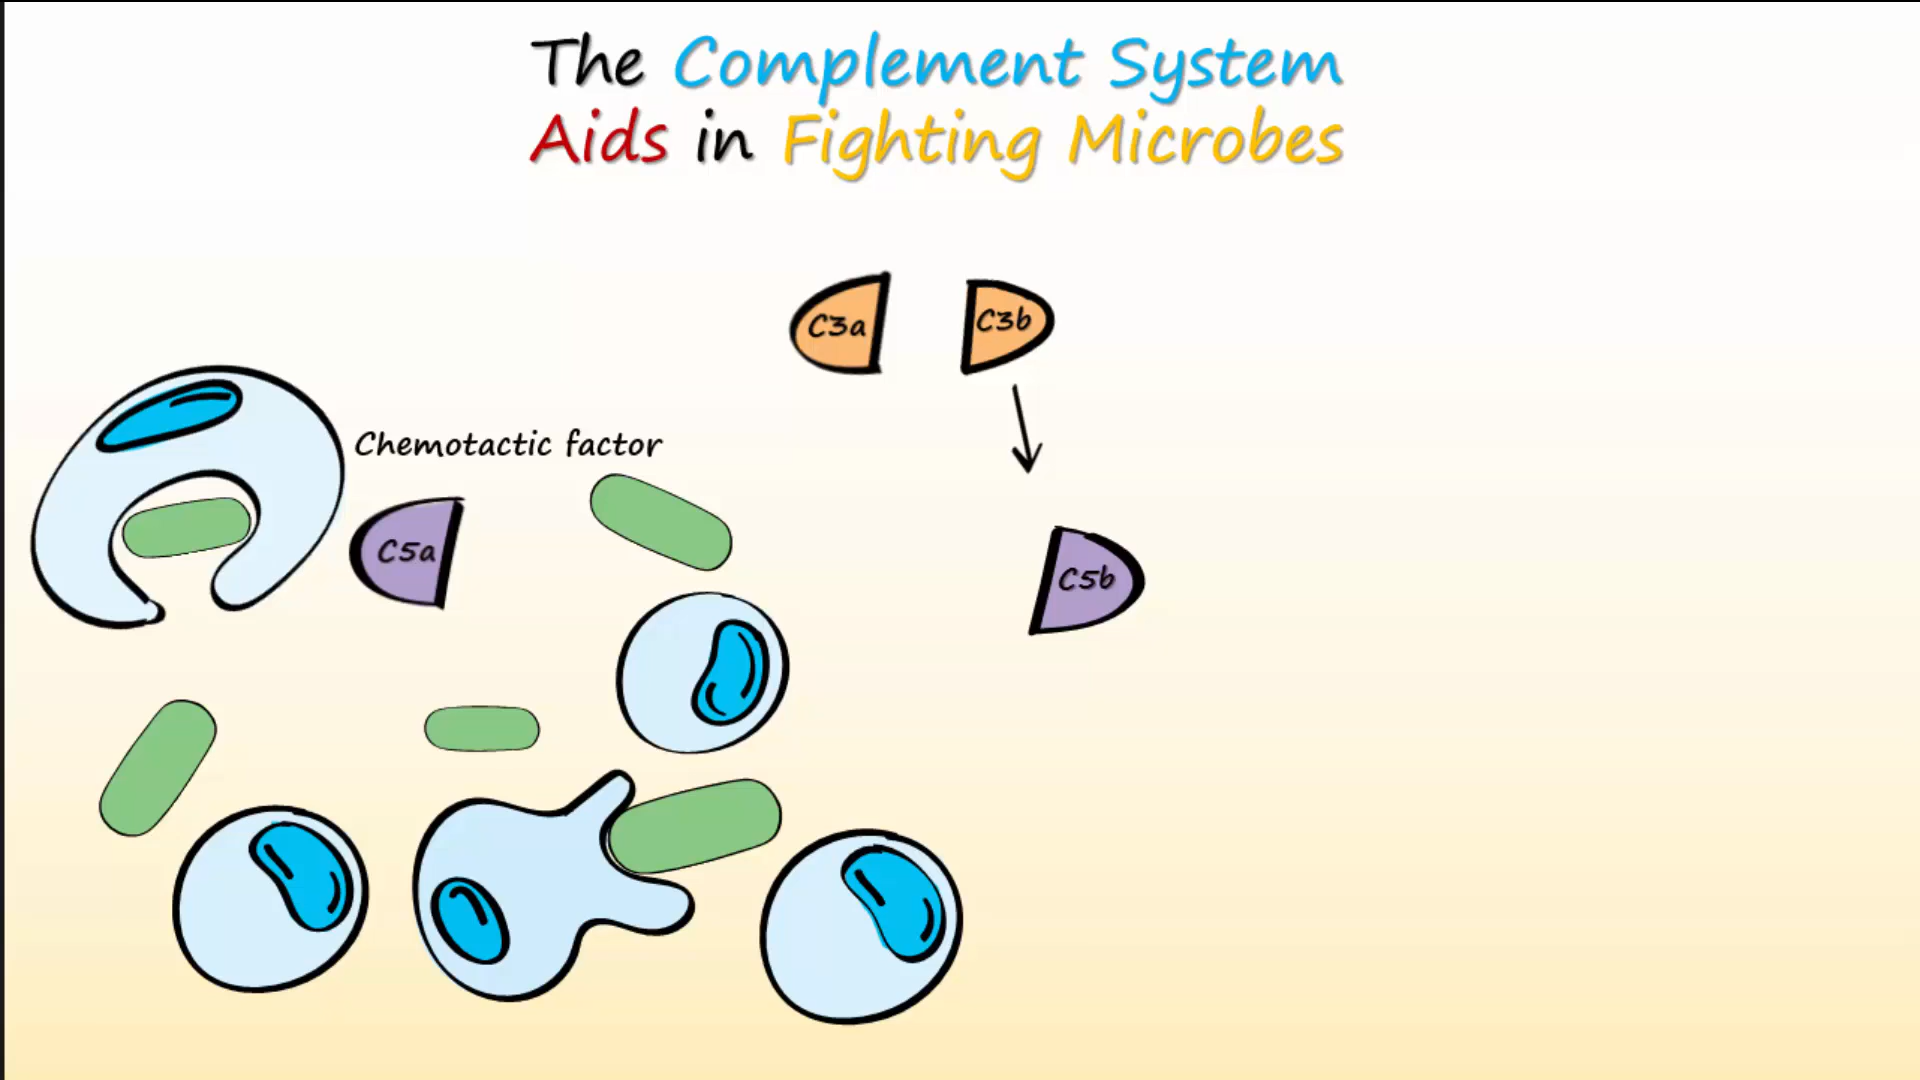 The Complement System
Aids in Fighting Microbes
C3a
C3b
Chemotactic factor
C5a
C5b